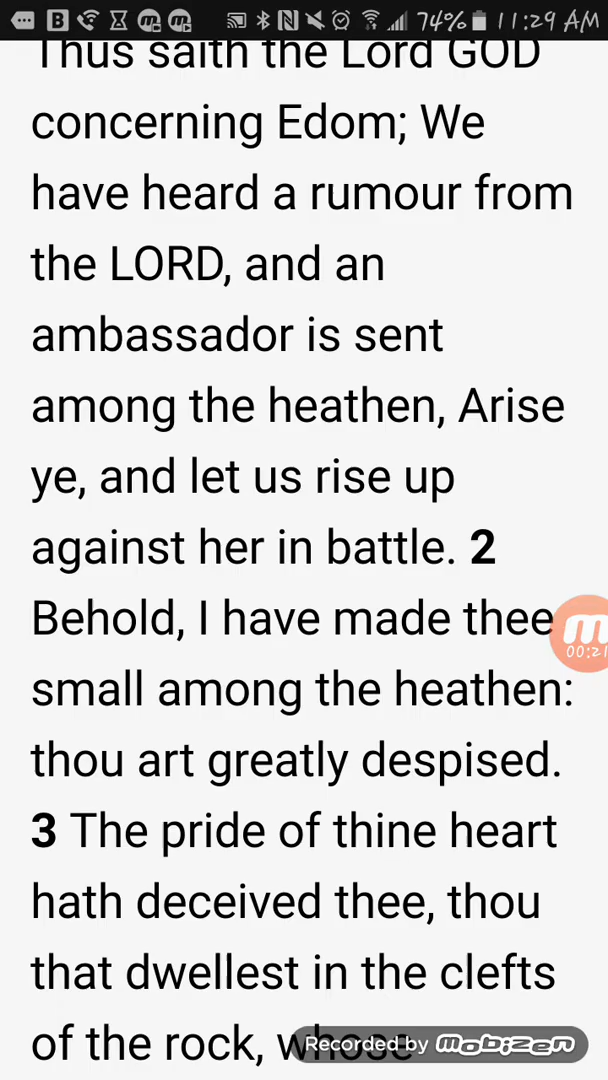 74% 11:29 AM
Thus saith the Lord GOD
concerning Edom; We
have heard a rumour from
the LORD, and an
ambassador is sent
among the heathen, Arise
ye, and let us rise up
against her in battle. 2
Behold, I have made thee
00:21
small among the heathen:
thou art greatly despised.
3 The pride of thine heart
hath deceived thee, thou
that dwellest in the clefts
of the rock, whose
Recorded by mobizen